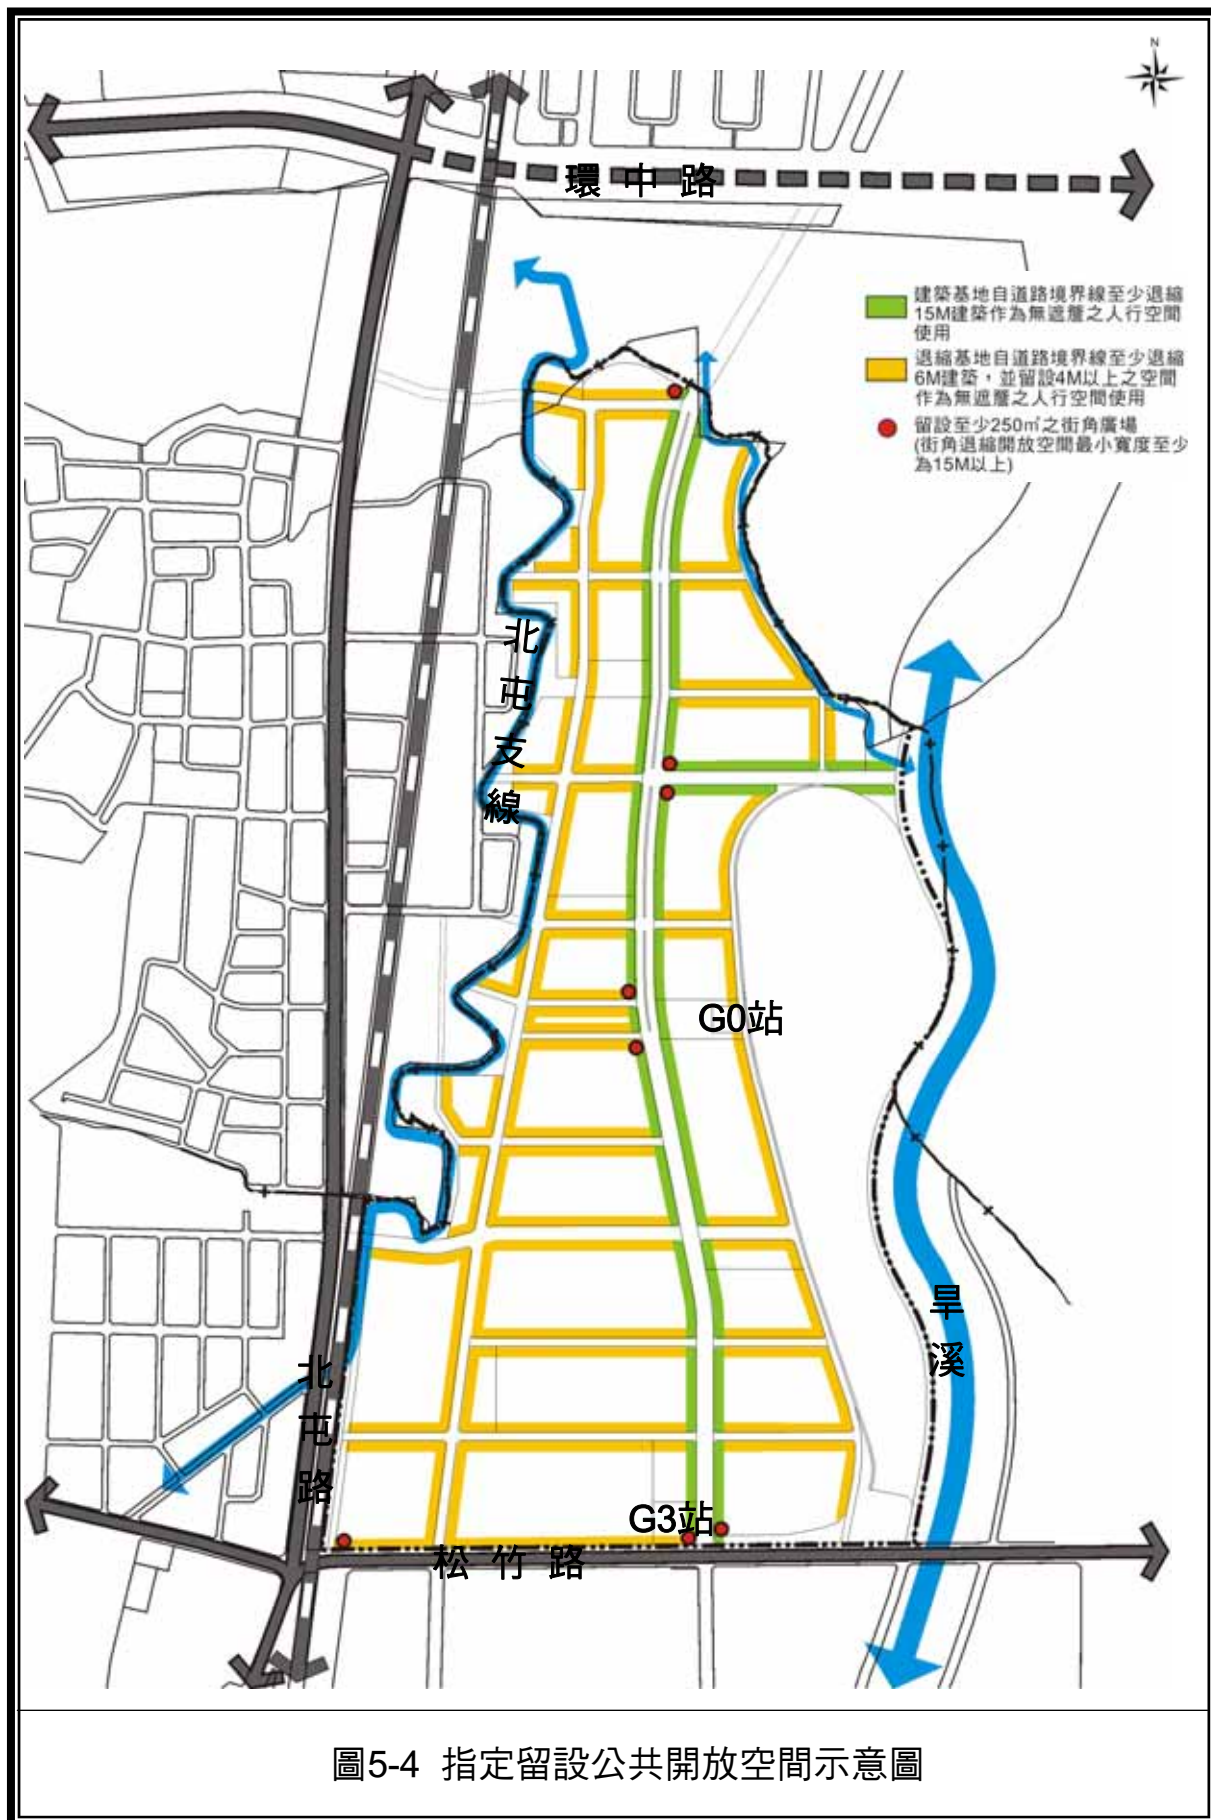 N
環中路
建築基地自道路境界線至少退縮
15M建築作為無遮簷之人行空間
使用
退縮基地自道路境界線至少退縮
6M建築，並留設4M以上之空間
作為無遮簷之人行空間使用
留設至少250㎡之街角廣場
(街角退縮開放空間最小寬度至少
為15M以上)
北屯支線
G0站
旱溪
北屯路
G3站
松竹路
圖5-4 指定留設公共開放空間示意圖